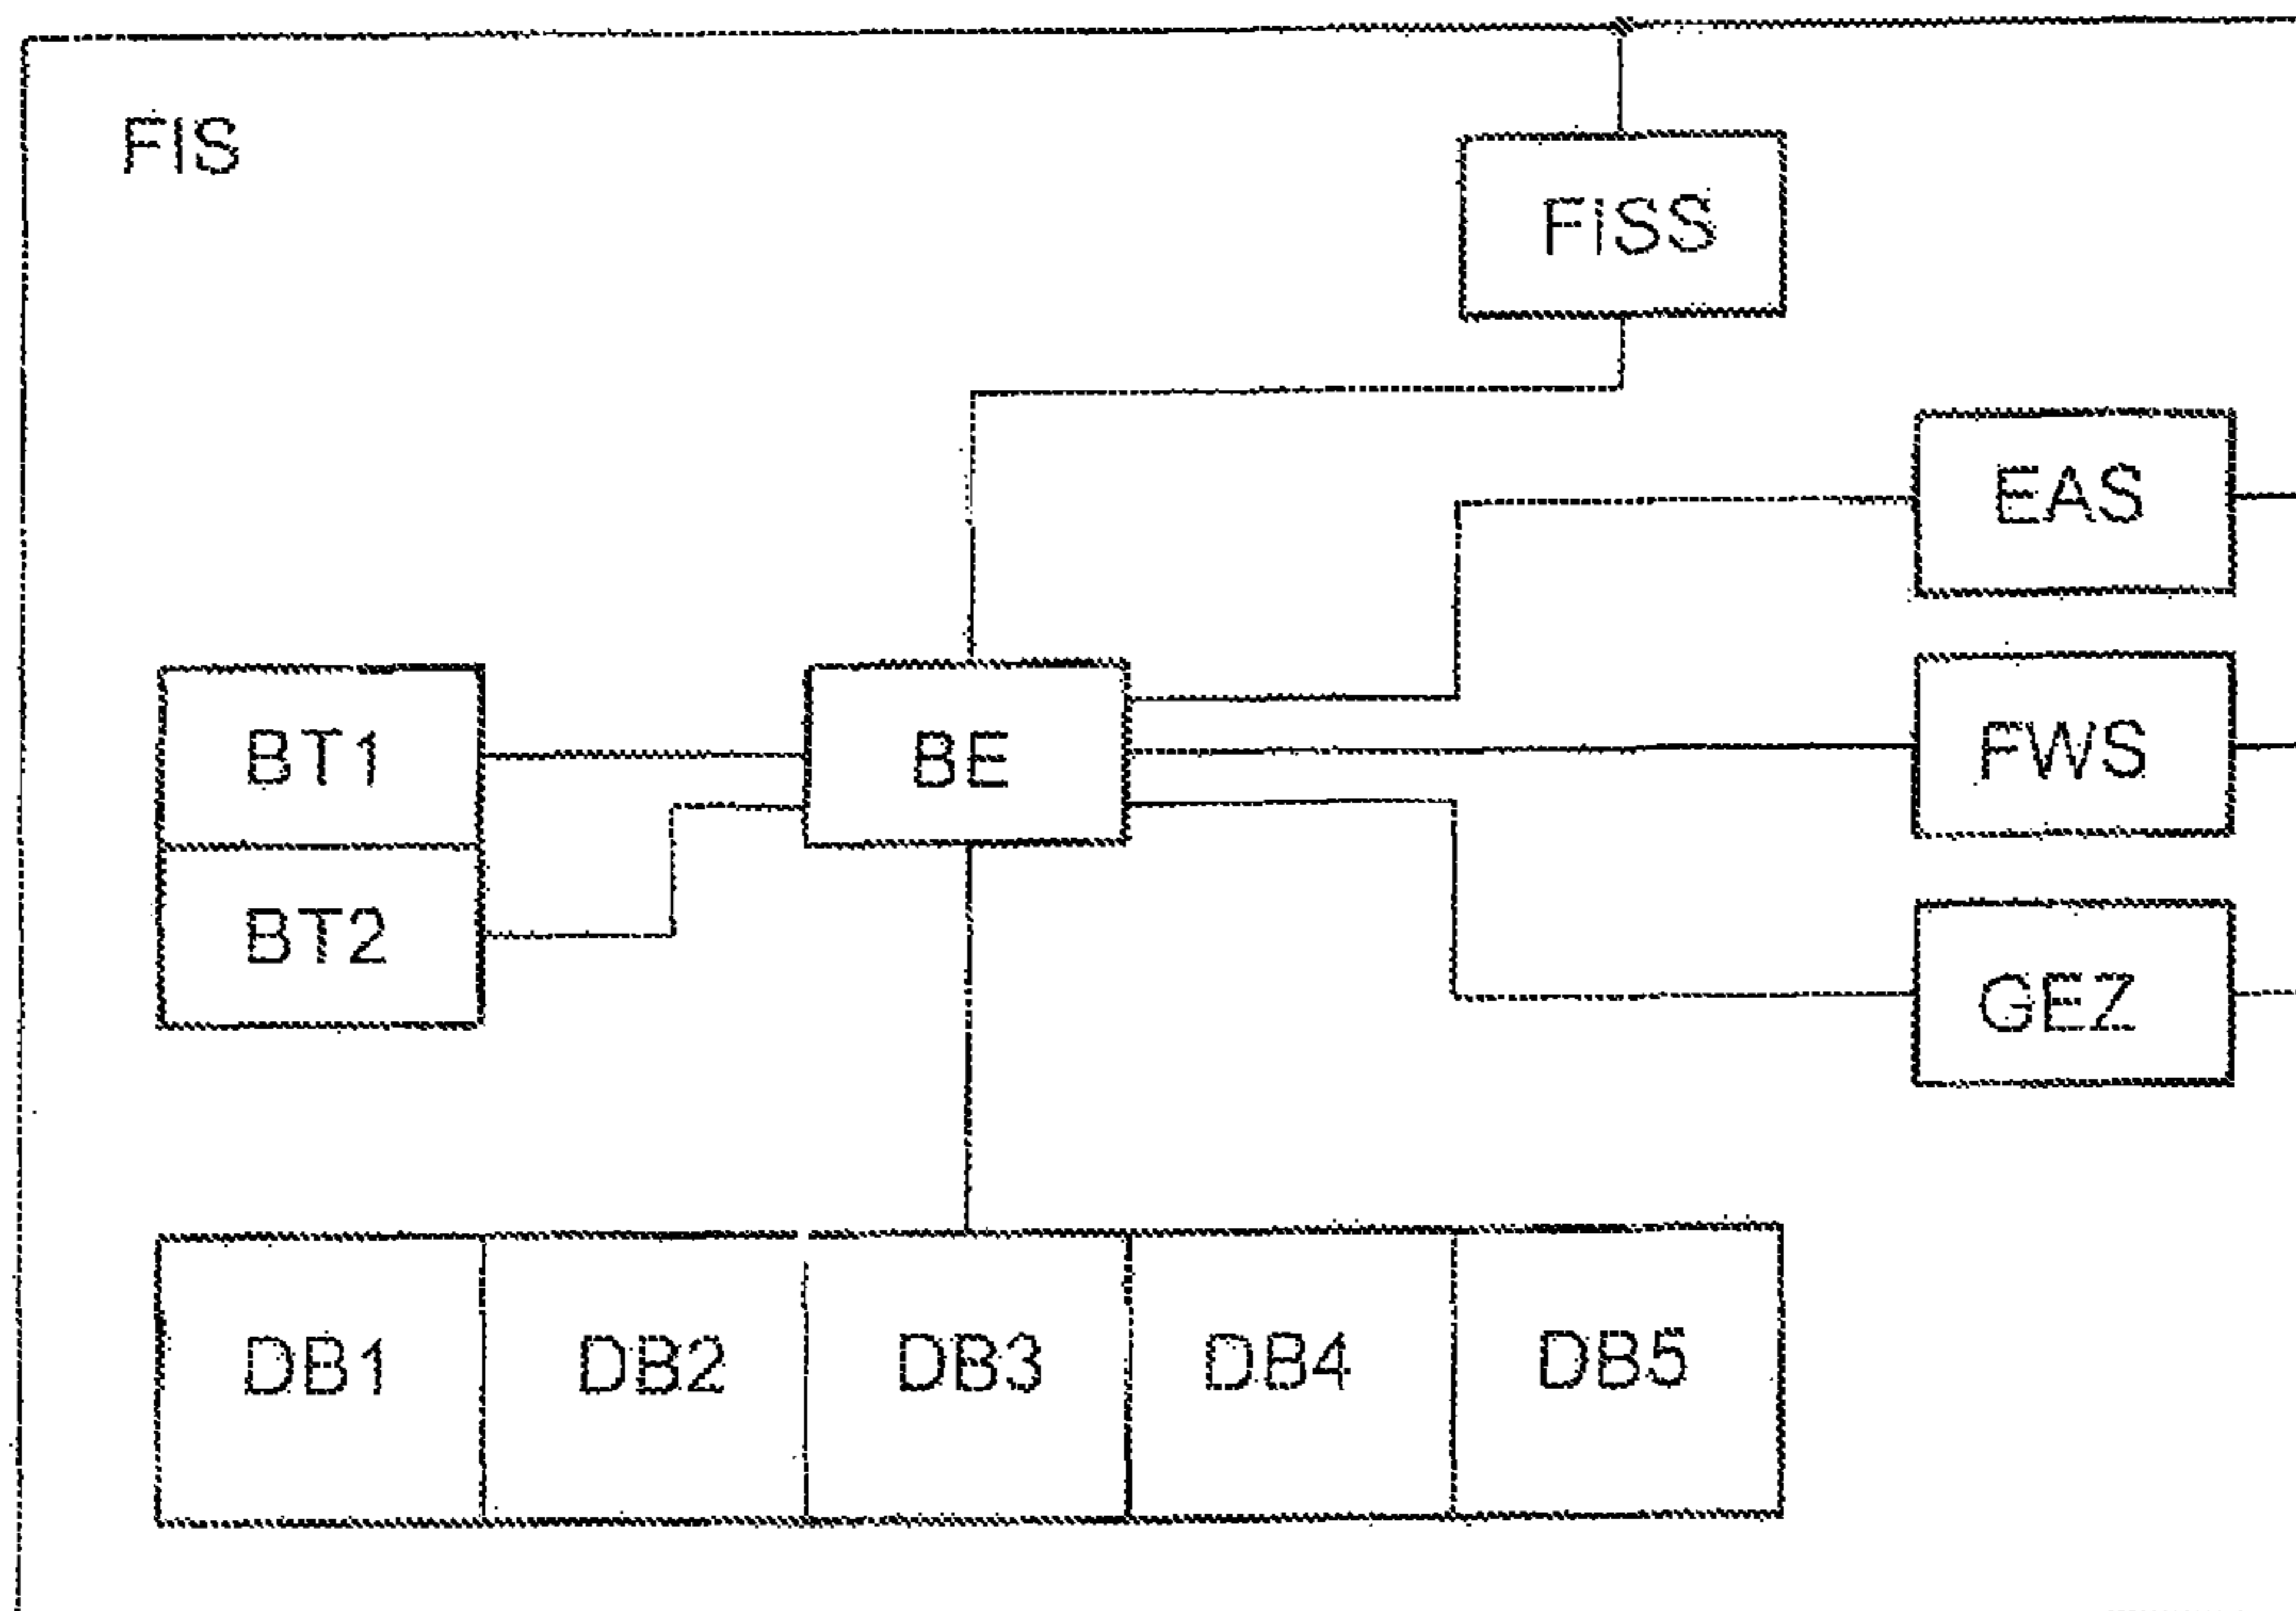 FIS
FISS
EAS
BT1
BE
FWS
BT2
GEZ
DB1 DB2 DB3 DB4 DB5